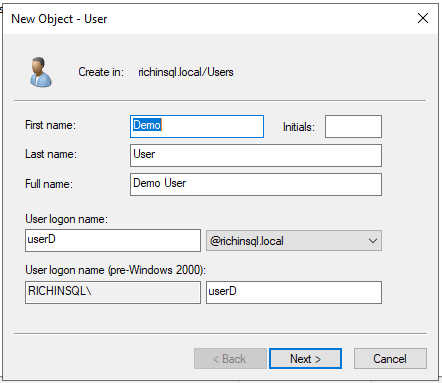 New Object - User
Create in: richinsql.local/Users
First name: Demo Initials:
Last name: User
Full name: Demo User
User logon name:
userD @richinsql.local
User logon name (pre-Windows 2000):
RICHINSQL\ userD
< Back Next > Cancel